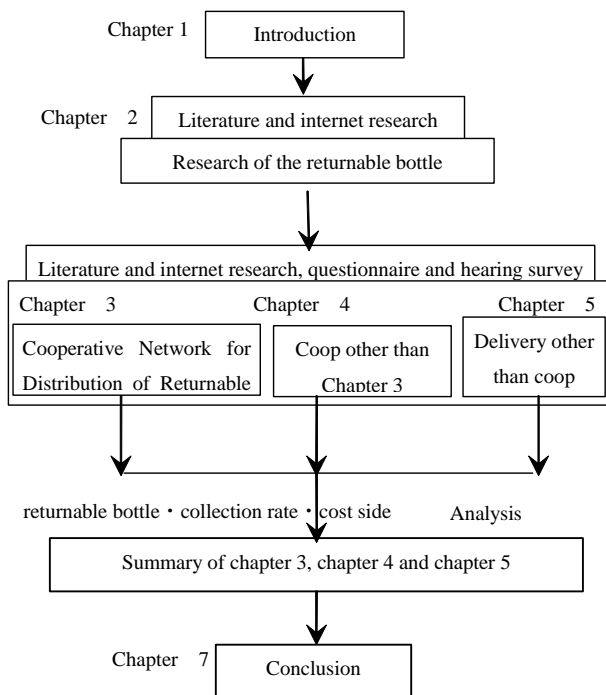 Chapter 1
Introduction
Chapter 2
Literature and internet research
Research of the returnable bottle
Literature and internet research, questionnaire and hearing survey
Chapter 3
Chapter 4
Chapter 5
Cooperative Network for
Distribution of Returnable
Coop other than
Chapter 3
Delivery other
than coop
returnable bottle・collection rate・cost side
Analysis
Summary of chapter 3, chapter 4 and chapter 5
Chapter 7
Conclusion